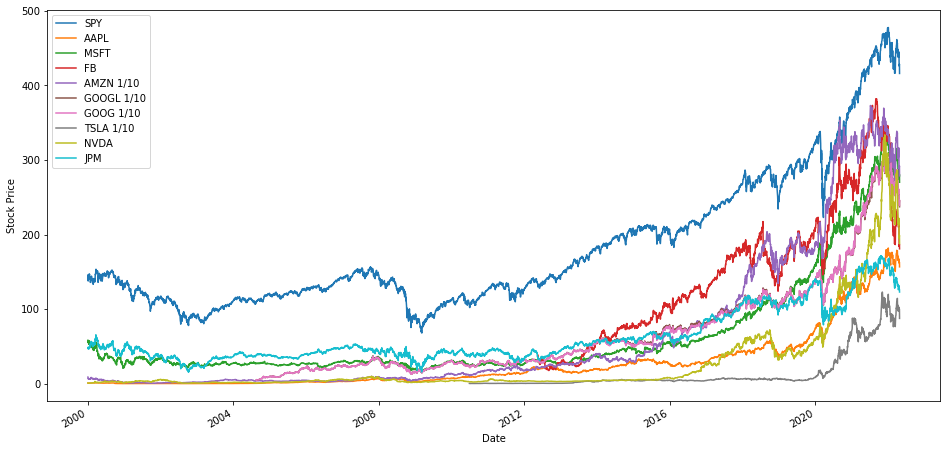 SPY
AAPL
MSFT
FB
AMZN 1/10
GOOGL 1/10
GOOG 1/10
TSLA 1/10
NVDA
JPM
500
400
300
200
100
0
Stock Price
2000
2004
2008
2012
2016
2020
Date